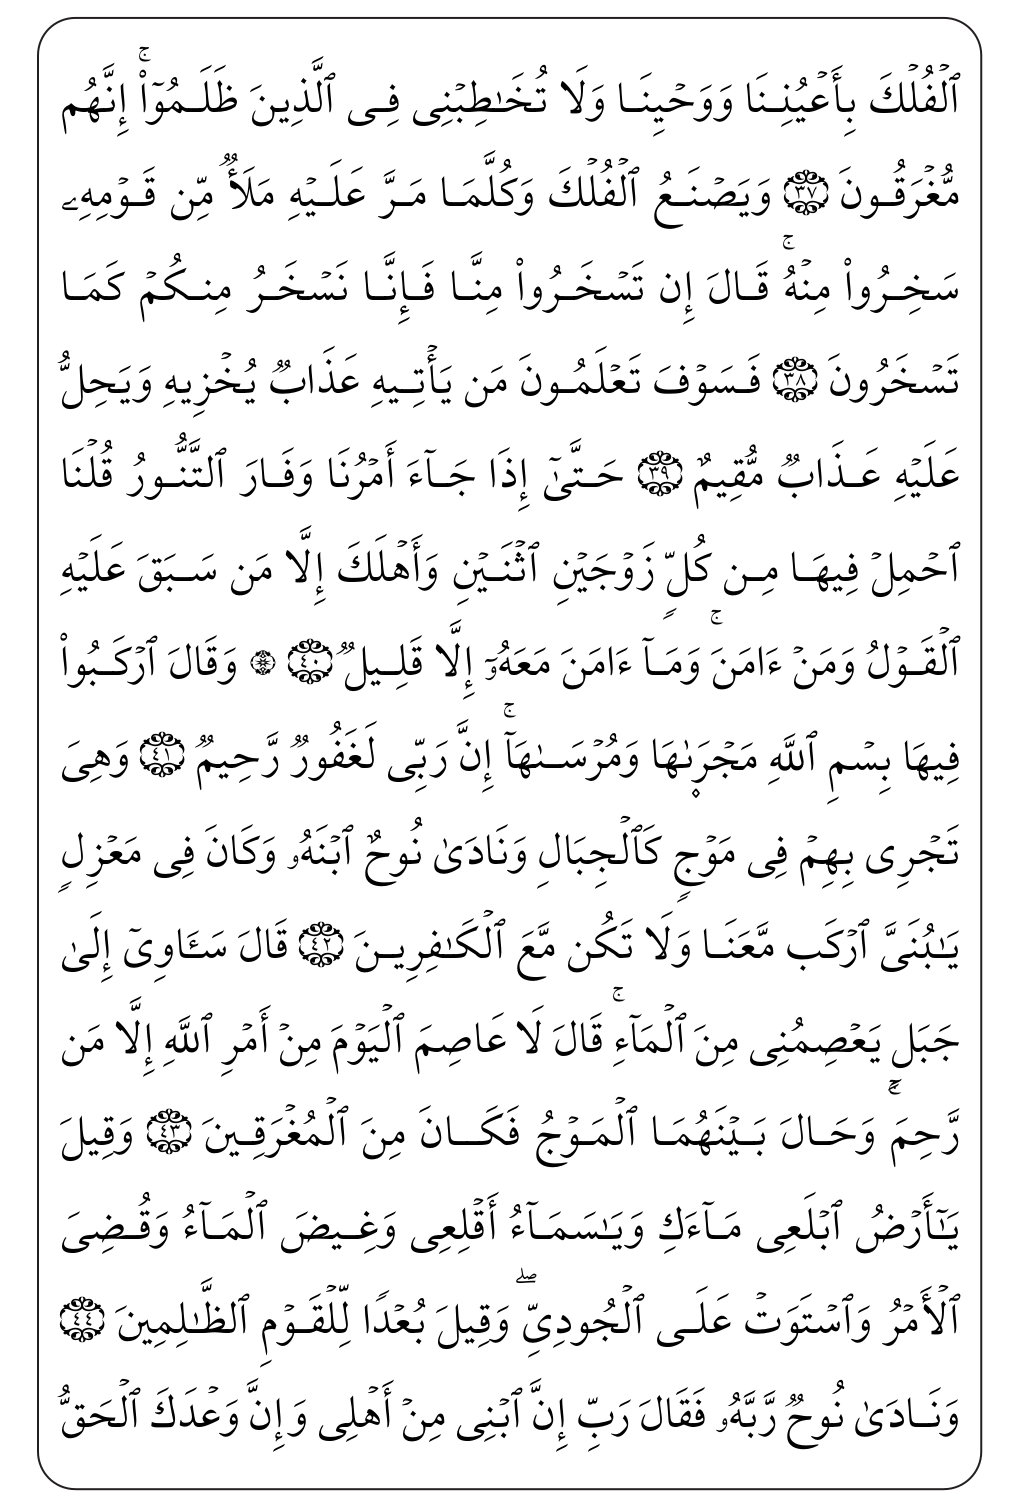 ٱلْفُلْكَ بِأَعْيُنِنَا وَوَحْيِنَا وَلَا تُخَٰطِبْنِى فِى ٱلَّذِينَ ظَلَمُوٓا۟ ۚ إِنَّهُم
مُّغْرَقُونَ ٣٧ وَيَصْنَعُ ٱلْفُلْكَ وَكُلَّمَا مَرَّ عَلَيْهِ مَلَأٌ مِّن قَوْمِهِۦ
سَخِرُوا۟ مِنْهُ ۚ قَالَ إِن تَسْخَرُوا۟ مِنَّا فَإِنَّا نَسْخَرُ مِنكُمْ كَمَا
تَسْخَرُونَ ٣٨ فَسَوْفَ تَعْلَمُونَ مَن يَأْتِيهِ عَذَابٌ يُخْزِيهِ وَيَحِلُّ
عَلَيْهِ عَذَابٌ مُّقِيمٌ ٣٩ حَتَّىٰٓ إِذَا جَآءَ أَمْرُنَا وَفَارَ ٱلتَّنُّورُ قُلْنَا
ٱحْمِلْ فِيهَا مِن كُلٍّ زَوْجَيْنِ ٱثْنَيْنِ وَأَهْلَكَ إِلَّا مَن سَبَقَ عَلَيْهِ
ٱلْقَوْلُ وَمَنْ ءَامَنَ ۚ وَمَآ ءَامَنَ مَعَهُۥٓ إِلَّا قَلِيلٌ ٤٠ ۞ وَقَالَ ٱرْكَبُوا۟
فِيهَا بِسْمِ ٱللَّهِ مَجْر۪ىٰهَا وَمُرْسَىٰهَآ ۚ إِنَّ رَبِّى لَغَفُورٌ رَّحِيمٌ ٤١ وَهِىَ
تَجْرِى بِهِمْ فِى مَوْجٍ كَٱلْجِبَالِ وَنَادَىٰ نُوحٌ ٱبْنَهُۥ وَكَانَ فِى مَعْزِلٍ
يَٰبُنَىَّ ٱرْكَب مَّعَنَا وَلَا تَكُن مَّعَ ٱلْكَٰفِرِينَ ٤٢ قَالَ سَـَٔاوِىٓ إِلَىٰ
جَبَلٍ يَعْصِمُنِى مِنَ ٱلْمَآءِ ۚ قَالَ لَا عَاصِمَ ٱلْيَوْمَ مِنْ أَمْرِ ٱللَّهِ إِلَّا مَن
رَّحِمَ ۚ وَحَالَ بَيْنَهُمَا ٱلْمَوْجُ فَكَانَ مِنَ ٱلْمُغْرَقِينَ ٤٣ وَقِيلَ
يَٰٓأَرْضُ ٱبْلَعِى مَآءَكِ وَيَٰسَمَآءُ أَقْلِعِى وَغِيضَ ٱلْمَآءُ وَقُضِىَ
ٱلْأَمْرُ وَٱسْتَوَتْ عَلَى ٱلْجُودِىِّ ۖ وَقِيلَ بُعْدًا لِّلْقَوْمِ ٱلظَّٰلِمِينَ ٤٤
وَنَادَىٰ نُوحٌ رَّبَّهُۥ فَقَالَ رَبِّ إِنَّ ٱبْنِى مِنْ أَهْلِى وَإِنَّ وَعْدَكَ ٱلْحَقُّ